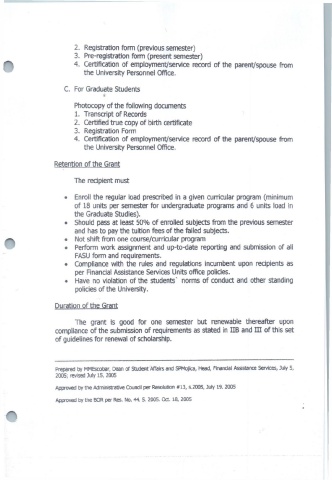 2. Registration form (previous semester)
3. Pre-registration form (present semester)
4. Certification of employment/service record of the parent/spouse from
the University Personnel Office.
C. For Graduate Students
Photocopy of the following documents
1. Transcript of Records
2. Certified true copy of birth certificate
3. Registration Form
4. Certification of employment/service record of the parent/spouse from
the University Personnel Office.
Retention of the Grant
The recipient must
• Enroll the regular load prescribed in a given curricular program (minimum
of 18 units per semester for undergraduate programs and 6 units load in
the Graduate Studies).
• Should pass at least 50% of enrolled subjects from the previous semester
and has to pay the tuition fees of the failed subjects.
• Not shift from one course/curricular program
• Perform work assignment and up-to-date reporting and submission of all
FASU form and requirements.
• Compliance with the rules and regulations incumbent upon recipients as
per Financial Assistance Services Units office policies.
• Have no violation of the students` norms of conduct and other standing
policies of the University.
Duration of the Grant
The grant is good for one semester but renewable thereafter upon
compliance of the submission of requirements as stated in IIB and III of this set
of guidelines for renewal of scholarship.
Prepared by MMEscobar, Dean of Student Affairs and SPMojica, Head, Financial Assistance Services, July 5,
2005; revised July 15, 2005
Approved by the Administrative Council per Resolution #13, s.2005, July 19, 2005
Approved by the BOR per Res. No. 44, S. 2005. Oct. 18, 2005